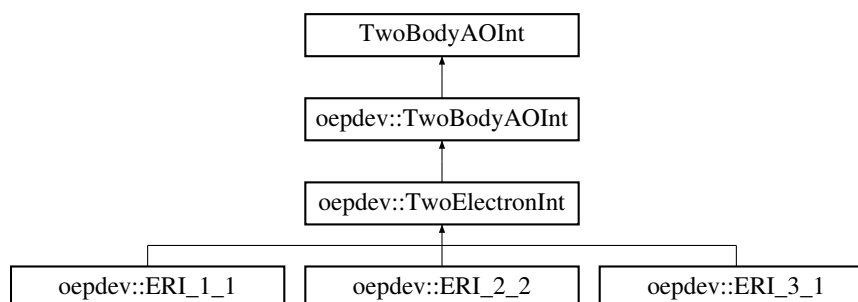 TwoBodyAOInt
oepdev::TwoBodyAOInt
oepdev::TwoElectronInt
oepdev::ERI_1_1 oepdev::ERI_2_2 oepdev::ERI_3_1